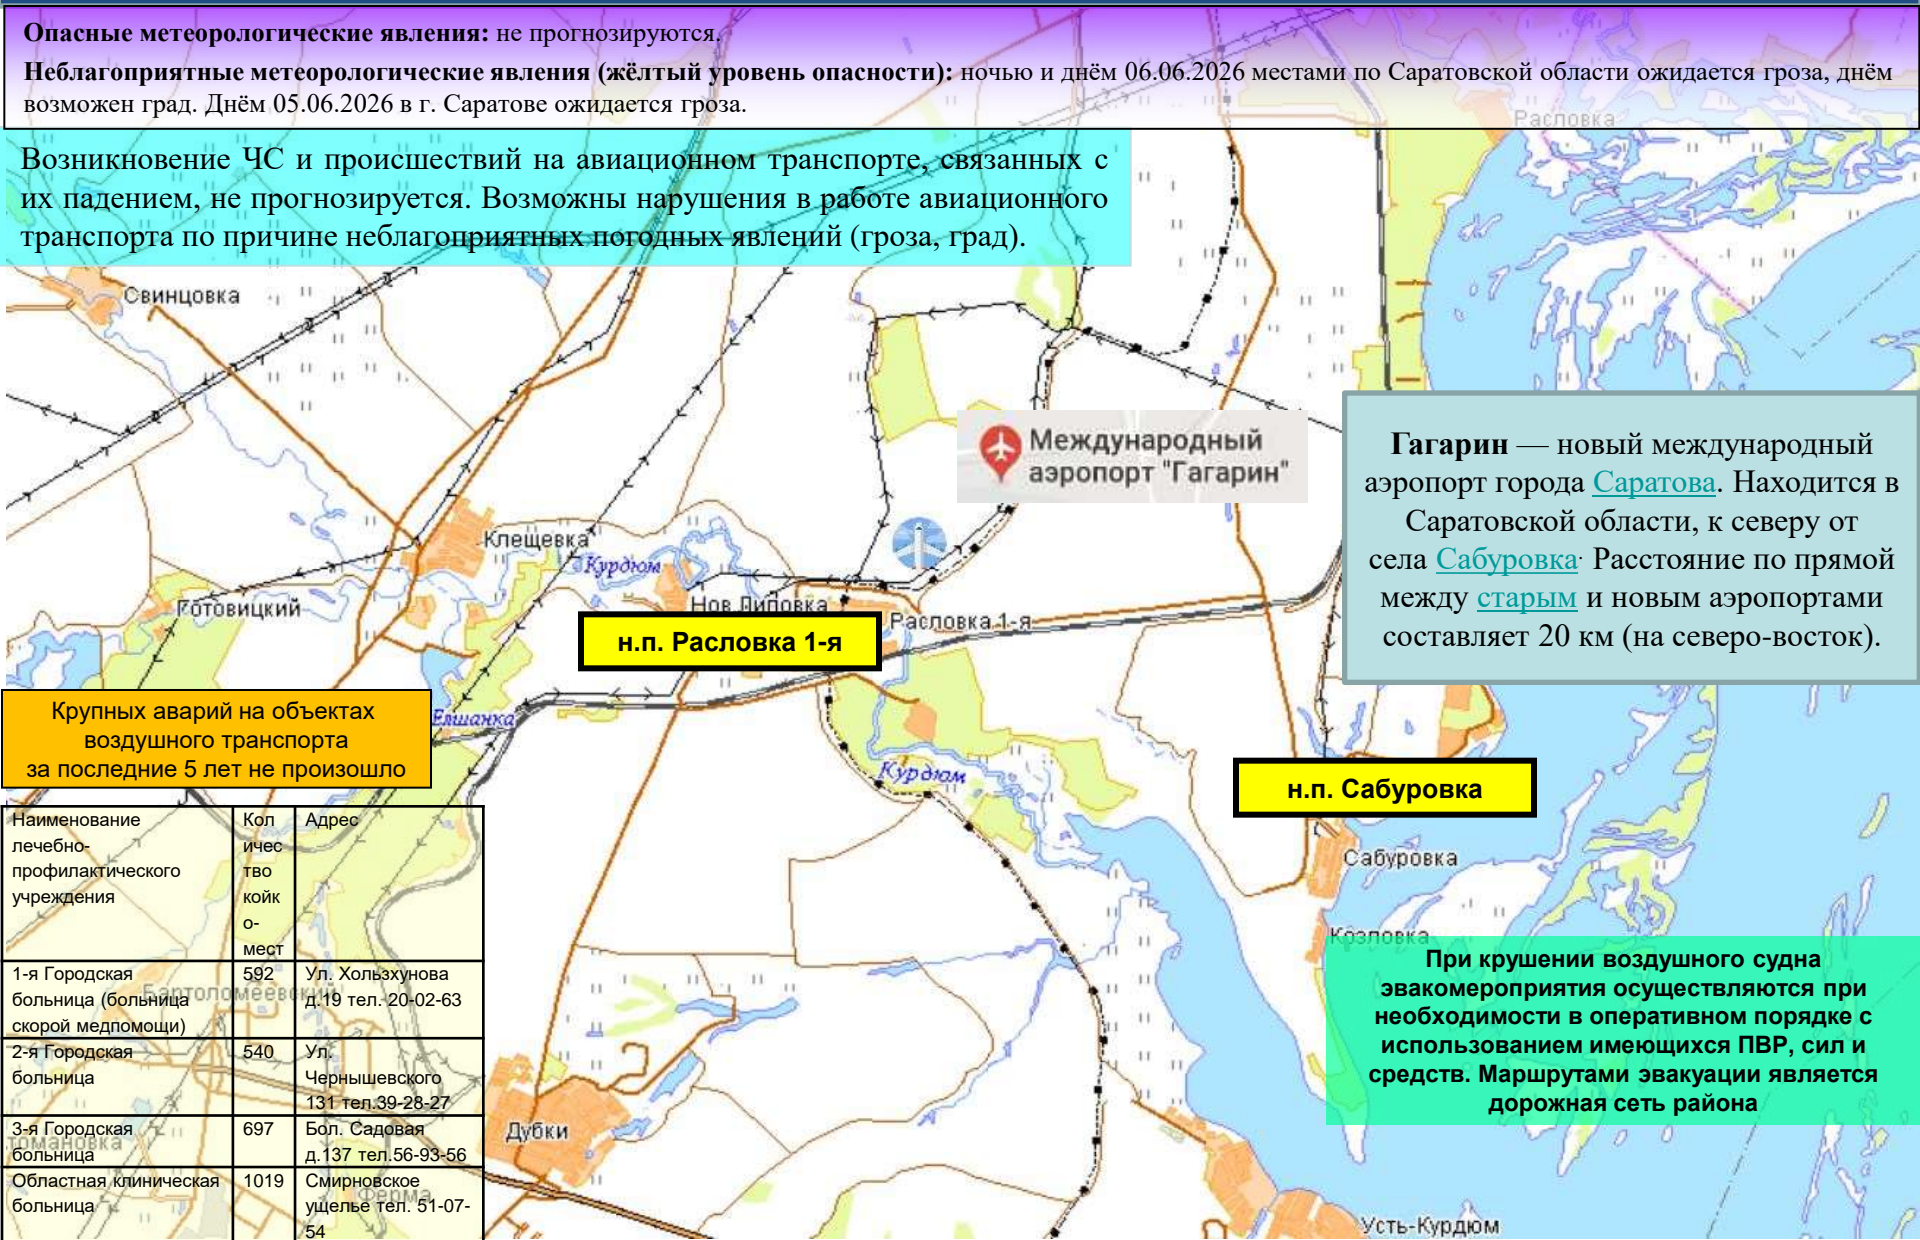 Опасные метеорологические явления: не прогнозируются.
Неблагоприятные метеорологические явления (жёлтый уровень опасности): ночью и днём 06.06.2026 местами по Саратовской области ожидается гроза, днём
возможен град. Днём 05.06.2026 в г. Саратове ожидается гроза.
Расловка
Возникновение ЧС и происшествий на авиационном транспорте, связанных с
их падением, не прогнозируется. Возможны нарушения в работе авиационного
транспорта по причине неблагоприятных погодных явлений (гроза, град).
Свинцовка
Международный
аэропорт "Гагарин"
Гагарин — новый международный
аэропорт города Саратова. Находится в
Саратовской области, к северу от
села Сабуровка. Расстояние по прямой
между старым и новым аэропортами
составляет 20 км (на северо-восток).
Клещевка
Курдюм
Готовицкий
Нов.Липовка
Расловка 1-я
н.п. Расловка 1-я
Елшанка
Крупных аварий на объектах
воздушного транспорта
за последние 5 лет не произошло
Курдюм
н.п. Сабуровка
Сабуровка
Козловка
При крушении воздушного судна
эвакомероприятия осуществляются при
необходимости в оперативном порядке с
использованием имеющихся ПВР, сил и
средств. Маршрутами эвакуации является
дорожная сеть района
Наименование
лечебно-
профилактического
учреждения
Кол
ичес
тво
койк
о-
мест
Адрес
1-я Городская
больница (больница
скорой медпомощи)
592
Ул. Хользхунова
д.19 тел. 20-02-63
Бартоломеевский
2-я Городская
больница
540
Ул.
Чернышевского
131 тел.39-28-27
3-я Городская
больница
697
Бол. Садовая
д.137 тел.56-93-56
томановка
Областная клиническая
больница
1019
Смирновское
ущелье тел. 51-07-
54
Ферма
Дубки
Усть-Курдюм